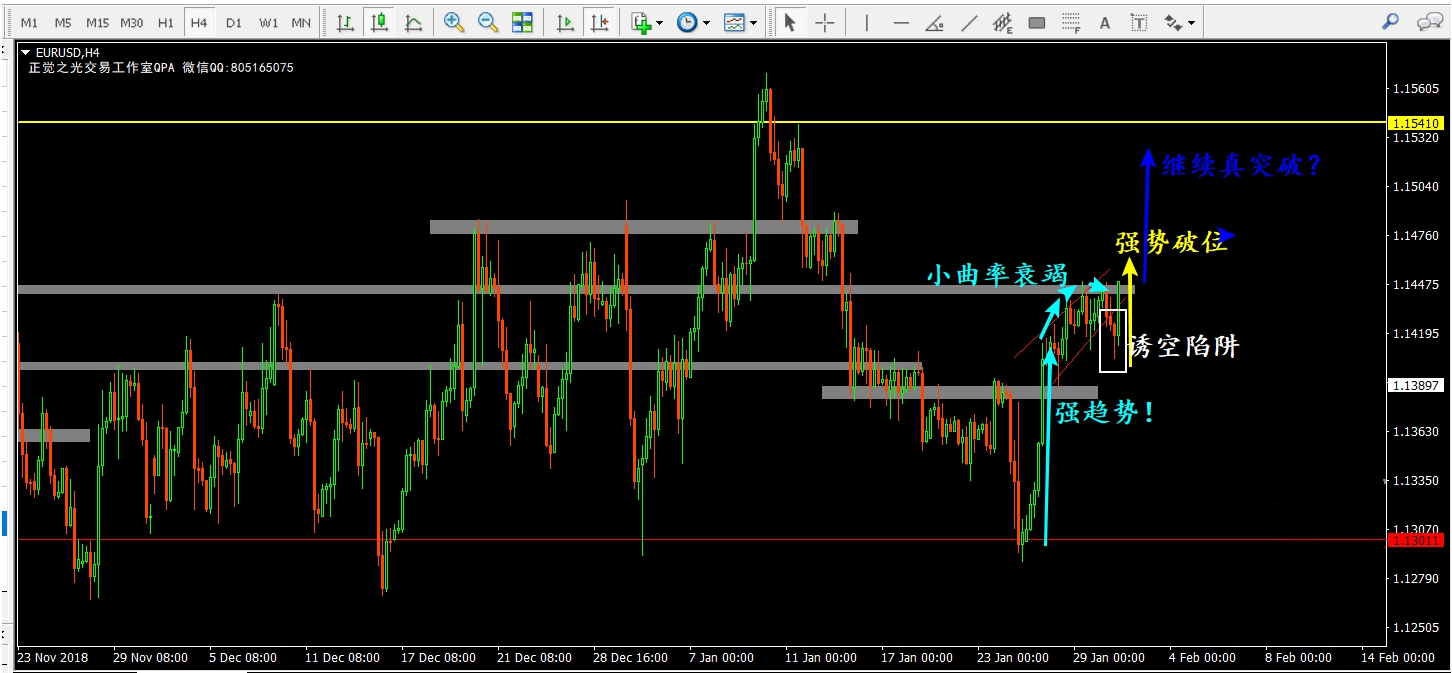 M1 M5 M15 M30 H1 H4 D1 W1 MN
E F A T
EURUSD,H4
正觉之光交易工作室QPA 微信QQ:805165075
1.15605
1.15410
1.15320
继续真突破?
1.15040
1.14760
强势破位
小曲率衰竭
1.14475
1.14195
诱空陷阱
1.13897
强趋势!
1.13630
1.13350
1.13070
1.13011
1.12790
1.12505
23 Nov 2018 29 Nov 08:00 5 Dec 08:00 11 Dec 08:00 17 Dec 08:00 21 Dec 08:00 28 Dec 16:00 7 Jan 00:00 11 Jan 00:00 17 Jan 00:00 23 Jan 00:00 29 Jan 00:00 4 Feb 00:00 8 Feb 00:00 14 Feb 00:00